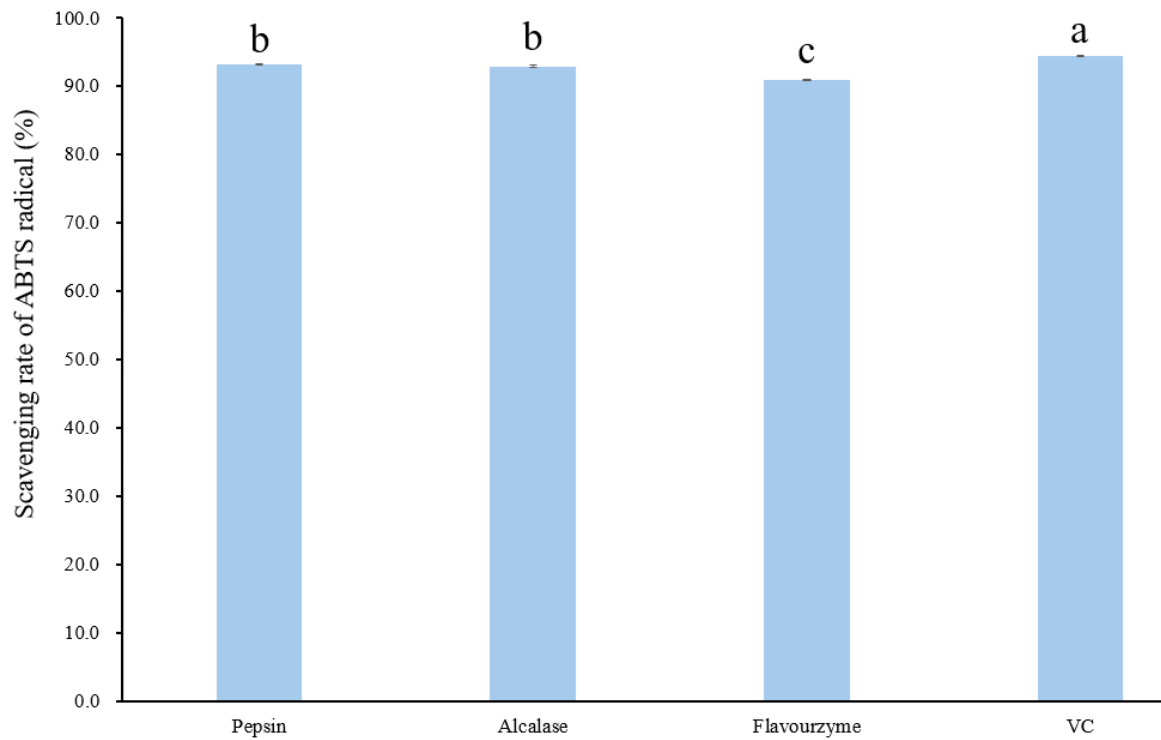 Scavenging rate of ABTS radical (%)
100.0
90.0
80.0
70.0
60.0
50.0
40.0
30.0
20.0
10.0
0.0
b
b
c
a
Pepsin
Alcalase
Flavourzyme
VC